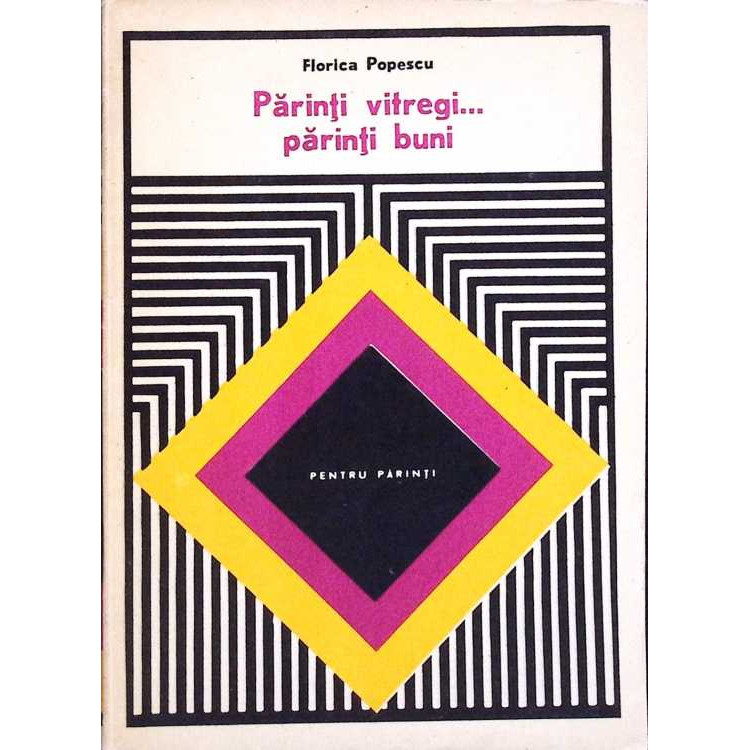 Florica Popescu
Părinţi vitregi...
părinţi buni
PENTRU PĂRINŢI